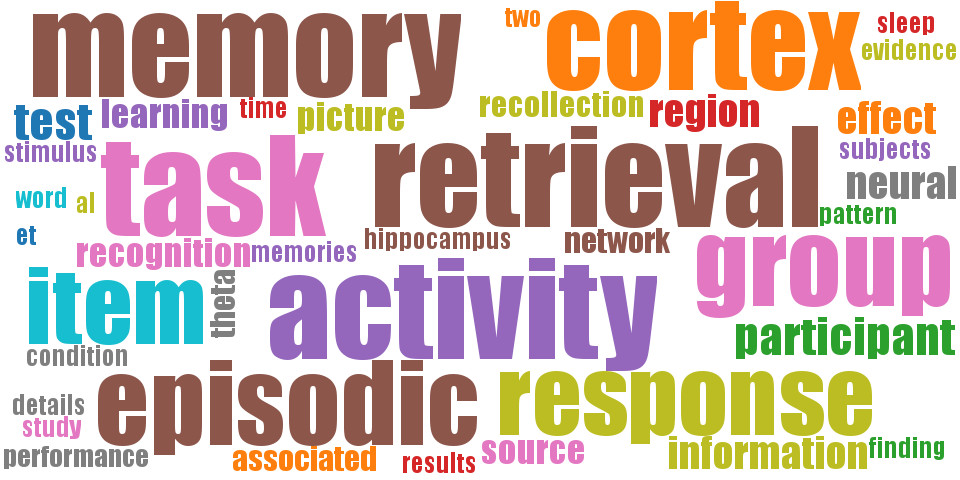 memory
two
cortex
sleep
evidence
test
learning
time
picture
recollection
region
effect
stimulus
task
retrieval
subjects
neural
word
al
pattern
et
recognition
memories
hippocampus
network
group
item
theta
activity
participant
condition
episodic
response
details
study
performance
associated
results
source
information
finding